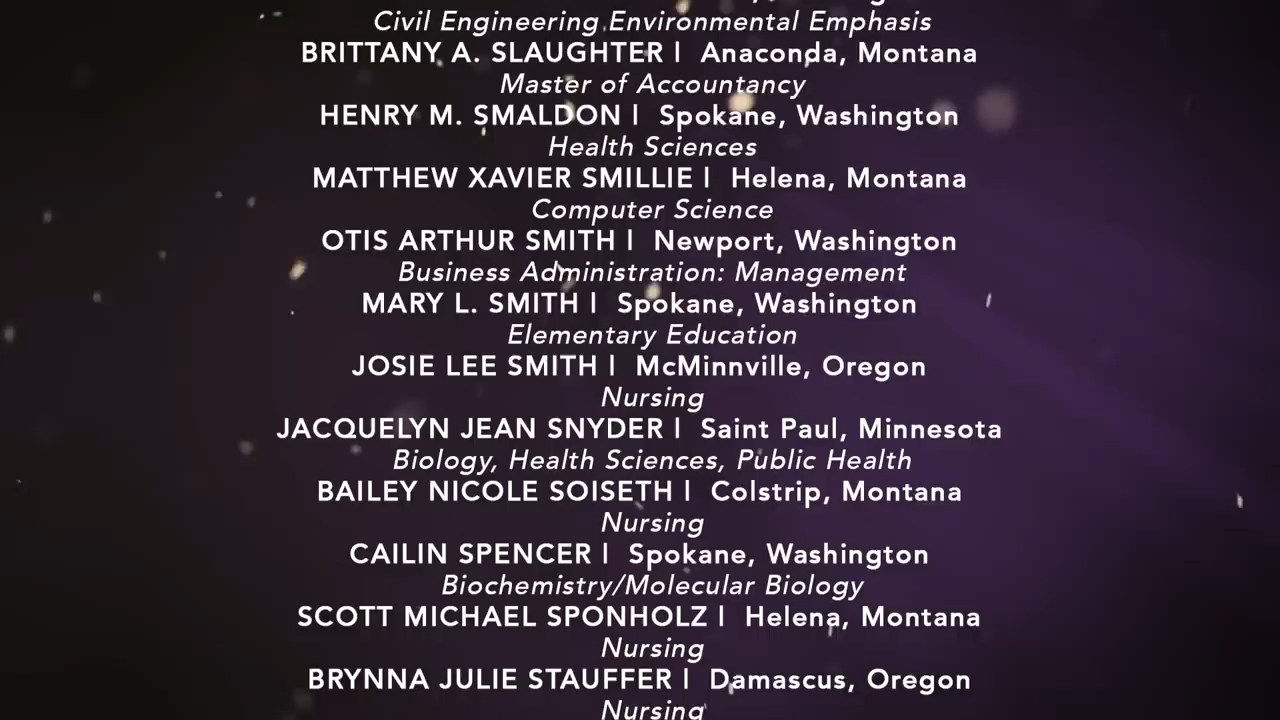 Civil Engineering Environmental Emphasis
BRITTANY A. SLAUGHTER | Anaconda, Montana
Master of Accountancy
HENRY M. SMALDON | Spokane, Washington
Health Sciences
MATTHEW XAVIER SMILLIE | Helena, Montana
Computer Science
OTIS ARTHUR SMITH | Newport, Washington
Business Administration: Management
MARY L. SMITH | Spokane, Washington
Elementary Education
JOSIE LEE SMITH | McMinnville, Oregon
Nursing
JACQUELYN JEAN SNYDER | Saint Paul, Minnesota
Biology, Health Sciences, Public Health
BAILEY NICOLE SOISETH | Colstrip, Montana
Nursing
CAILIN SPENCER | Spokane, Washington
Biochemistry/Molecular Biology
SCOTT MICHAEL SPONHOLZ | Helena, Montana
Nursing
BRYNNA JULIE STAUFFER | Damascus, Oregon
Nursing